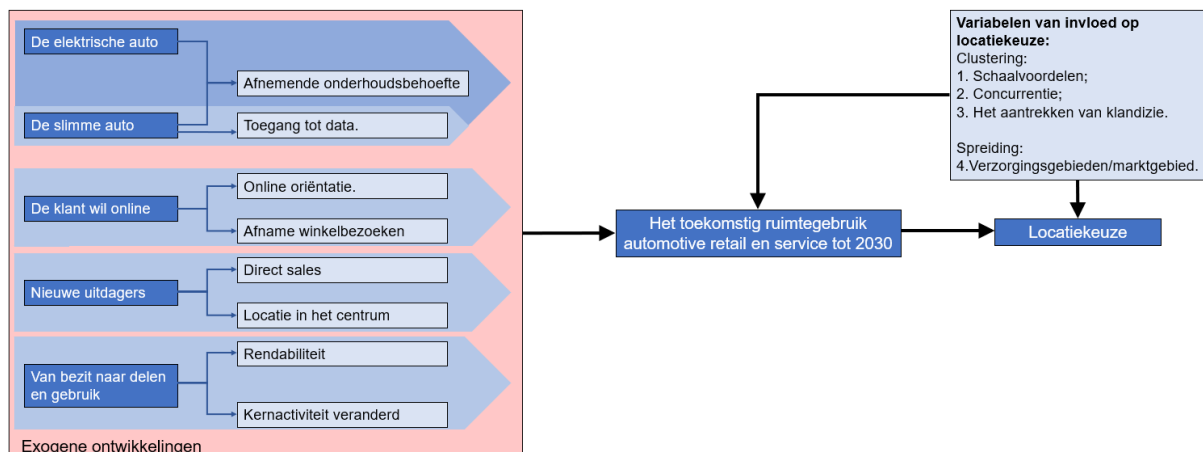 De elektrische auto
Afnemende onderhoudsbehoefte
De slimme auto
Toegang tot data.
De klant wil online
Online oriëntatie.
Afname winkelbezoeken
Nieuwe uitdagers
Direct sales
Locatie in het centrum
Van bezit naar delen
en gebruik
Rendabiliteit
Kernactiviteit veranderd
Exogene ontwikkelingen
Het toekomstig ruimtegebruik
automotive retail en service tot 2030
Variabelen van invloed op
locatiekeuze:
Clustering:
1. Schaalvoordelen;
2. Concurrentie;
3. Het aantrekken van klandizie.
Spreiding:
4.Verzorgingsgebieden/marktgebied.
Locatiekeuze